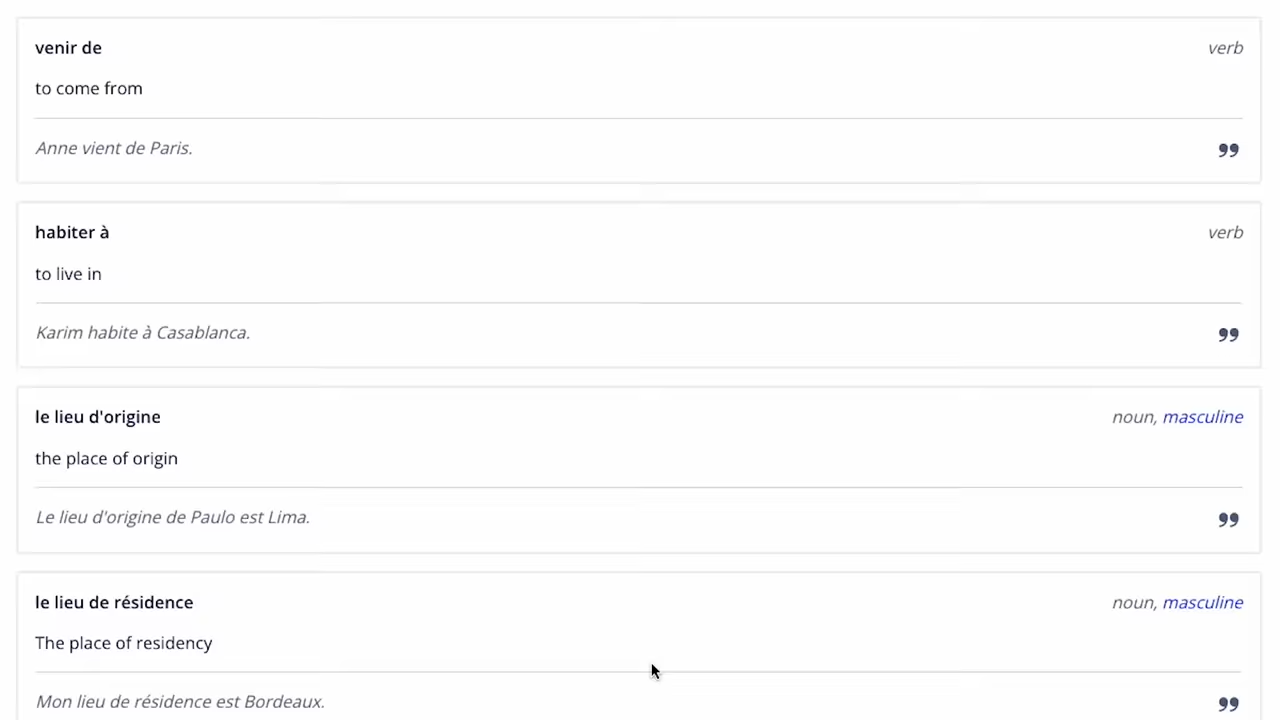 venir de verb
to come from
Anne vient de Paris.
habiter à verb
to live in
Karim habite à Casablanca.
le lieu d'origine noun, masculine
the place of origin
Le lieu d'origine de Paulo est Lima.
le lieu de résidence noun, masculine
The place of residency
Mon lieu de résidence est Bordeaux.